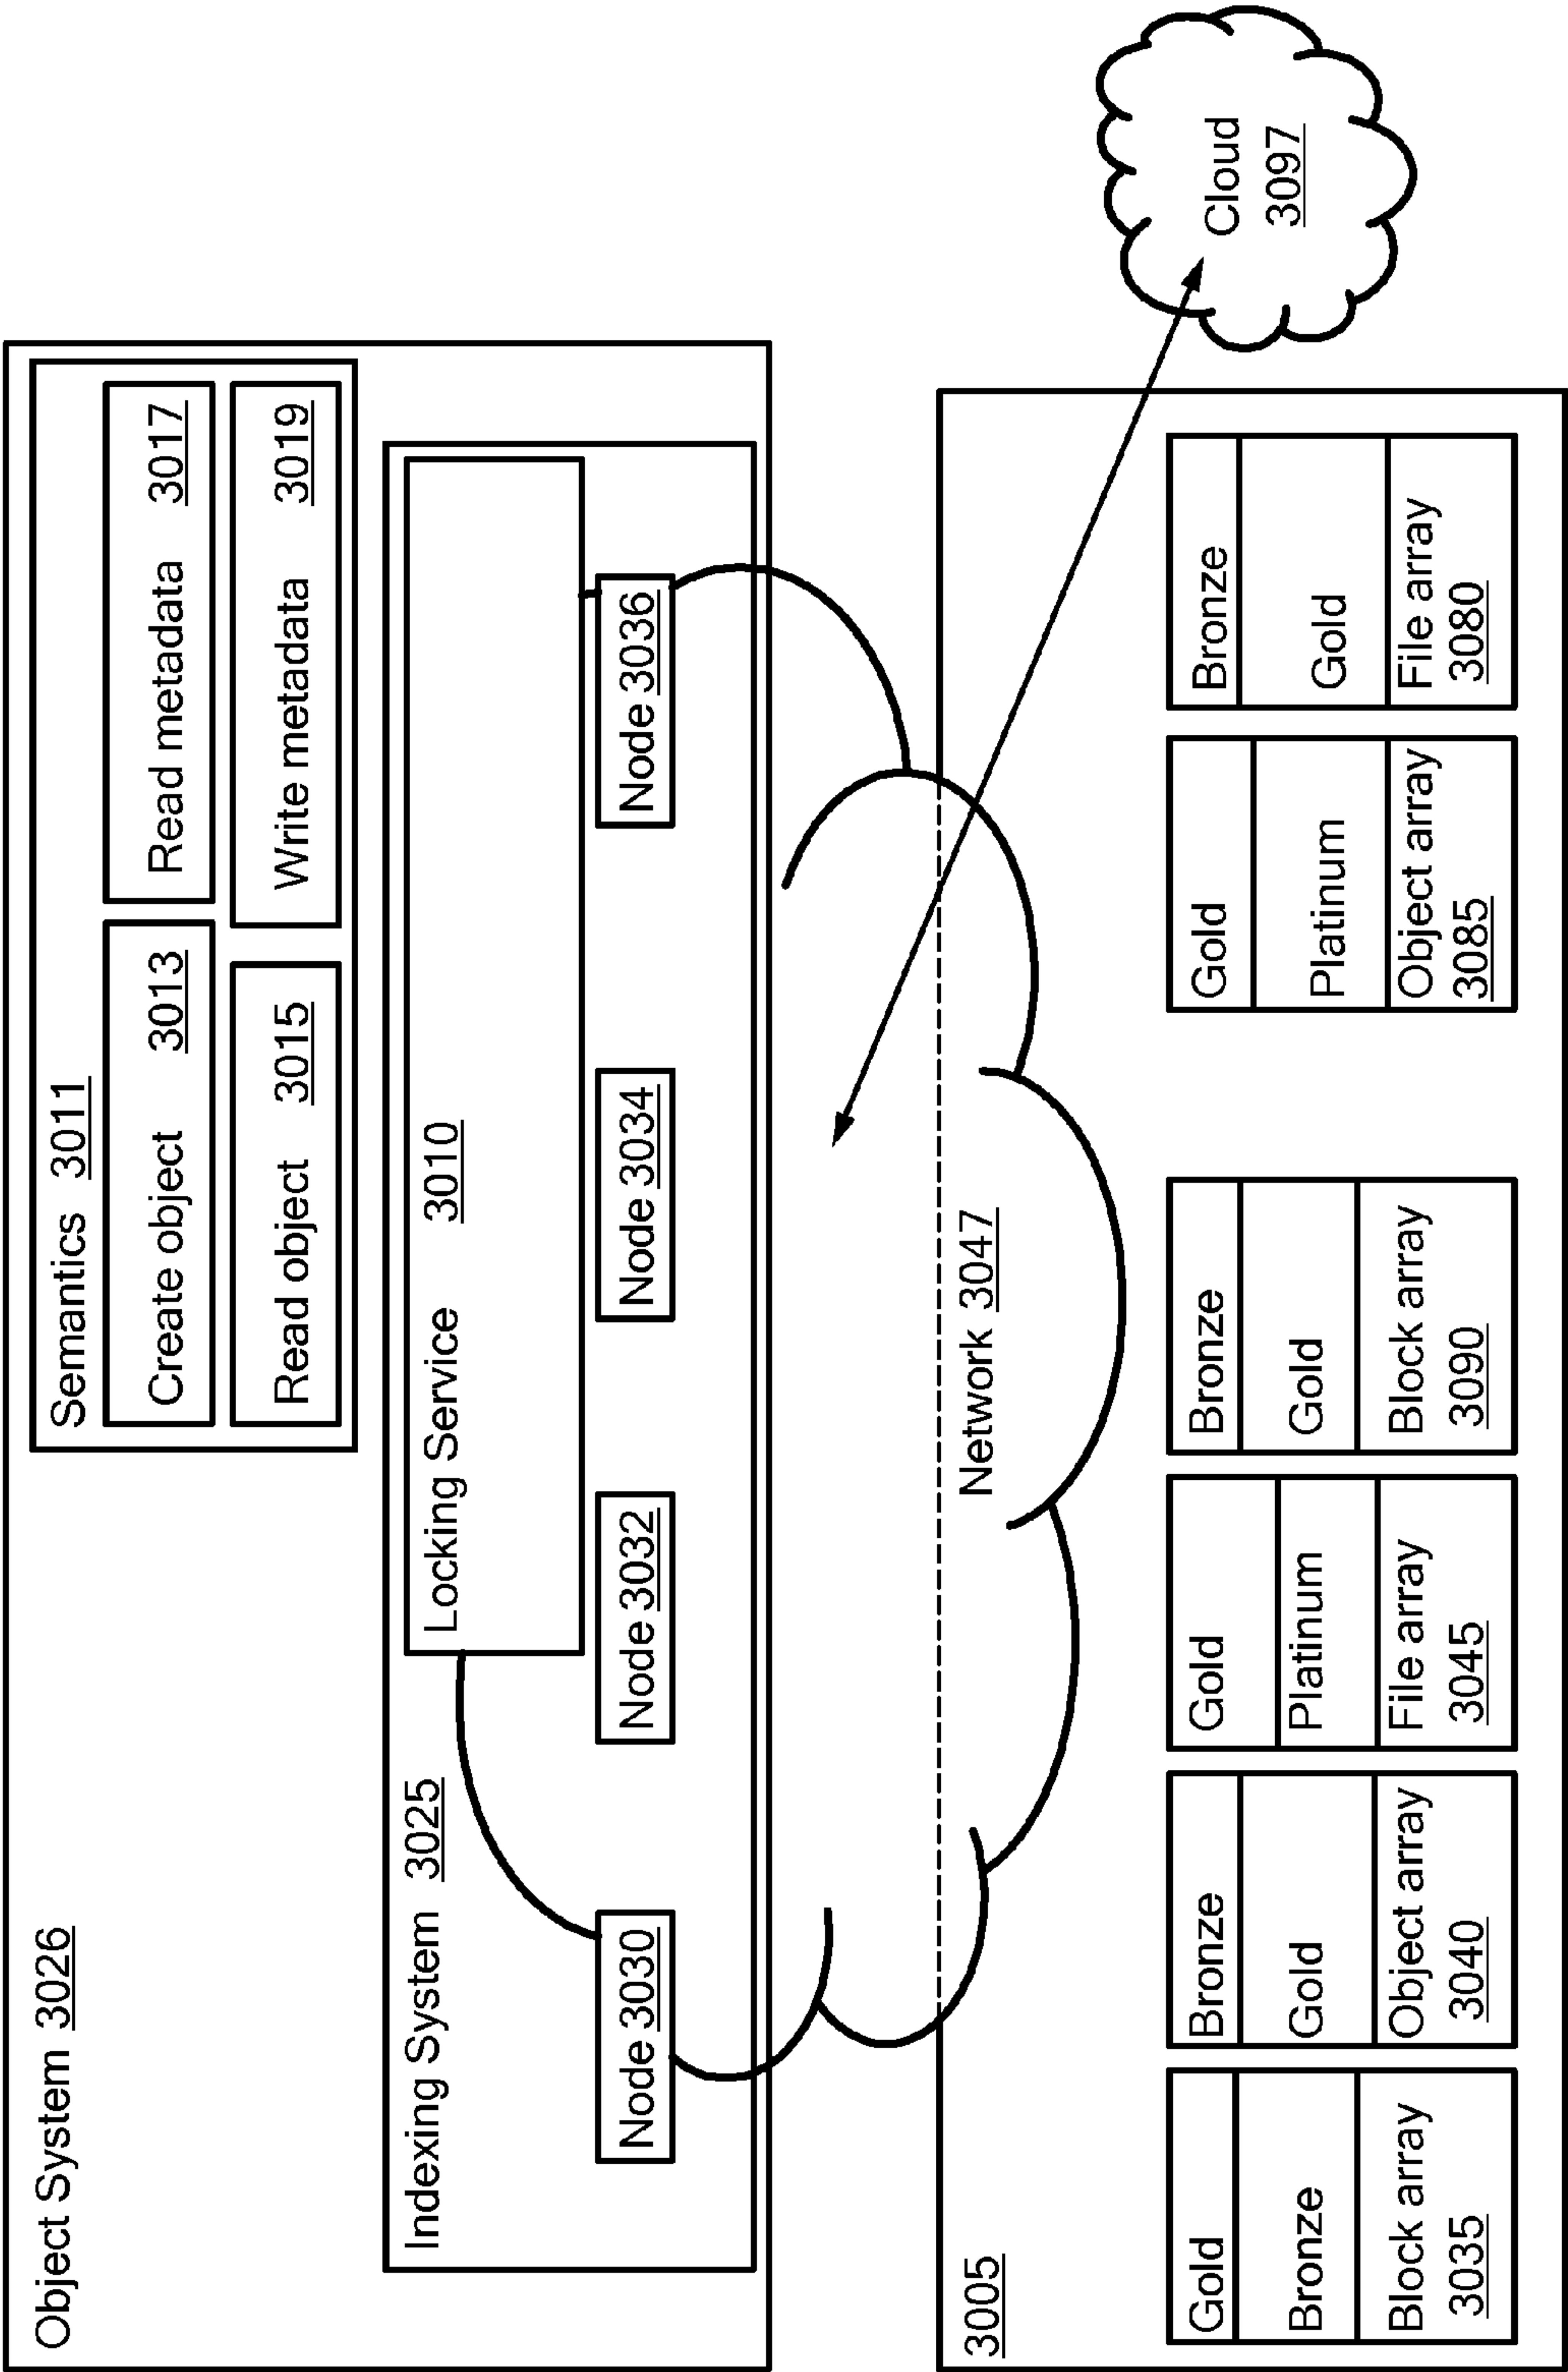 Object System 3026
Semantics 3011
Create object 3013
Read metadata 3017
Read object 3015
Write metadata 3019
Indexing System 3025
Locking Service 3010
Node 3030
Node 3032
Node 3034
Node 3036
Network 3047
Cloud
3097
3005
Gold
Bronze
Block array
3035
Bronze
Gold
Object array
3040
Gold
Platinum
File array
3045
Bronze
Gold
Block array
3090
Gold
Platinum
Object array
3085
Bronze
Gold
File array
3080